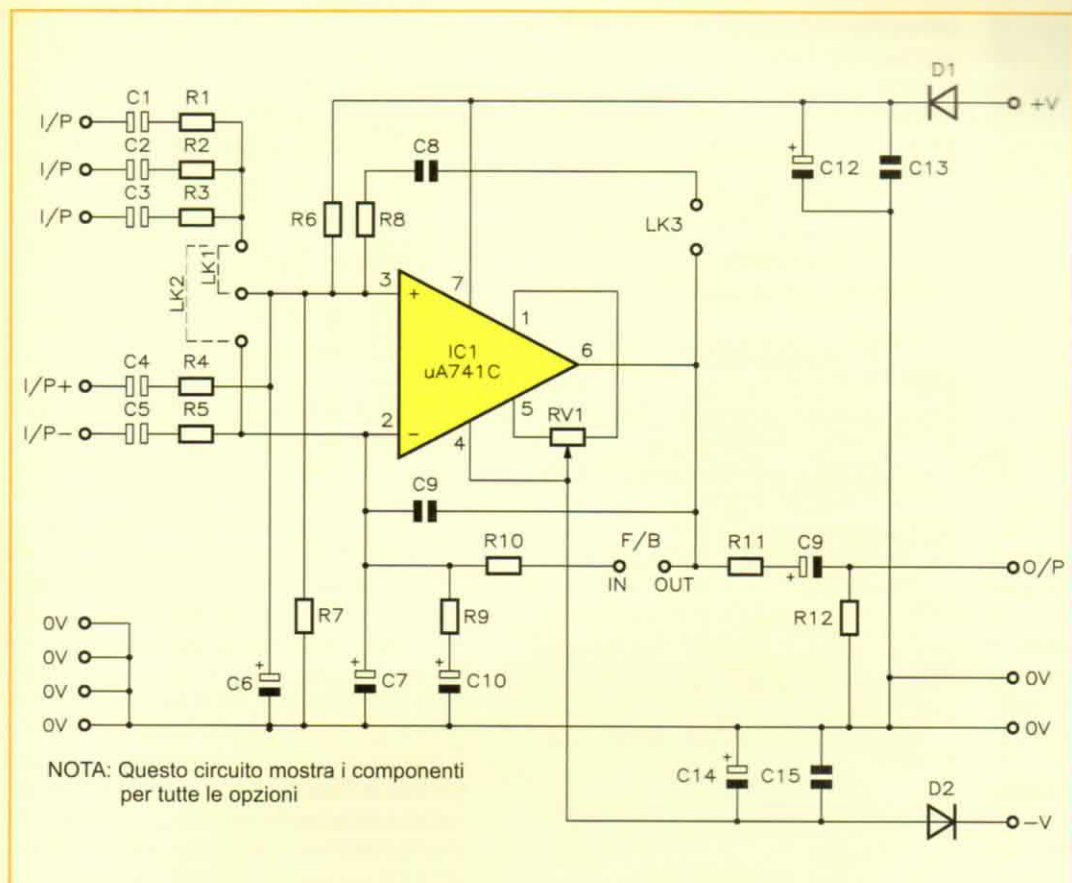 D1
+V
C1 R1
I/P
C2 R2
I/P
C3 R3
I/P
C8
+
C12
C13
R6
R8
LK3
LK1
LK2
3
7
+
1
IC1
uA741C
6
5
RV1
2
4
−
C4 R4
I/P+
C5 R5
I/P−
C9
R10
F/B
IN OUT
R11
C9
+
O/P
R9
R12
R7
0V
0V
0V
0V
+
C6
+
C7
+
C10
0V
0V
NOTA: Questo circuito mostra i componenti
per tutte le opzioni
+
C14
C15
D2
−V